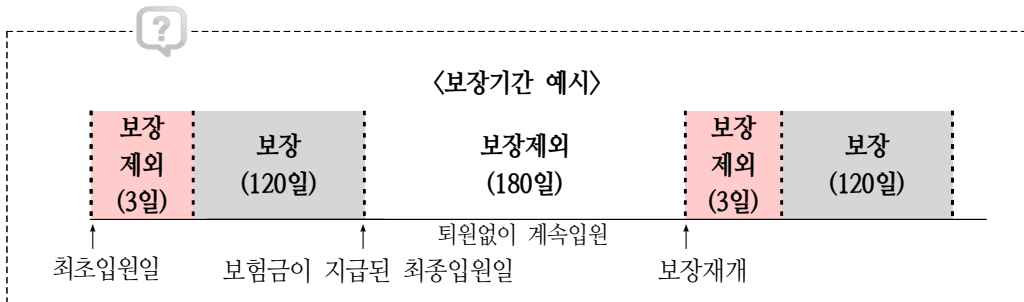 ?
〈보장기간 예시〉
보장
제외
(3일)
보장
(120일)
보장제외
(180일)
보장
제외
(3일)
보장
(120일)
퇴원없이 계속입원
최초입원일
보험금이 지급된 최종입원일
보장재개